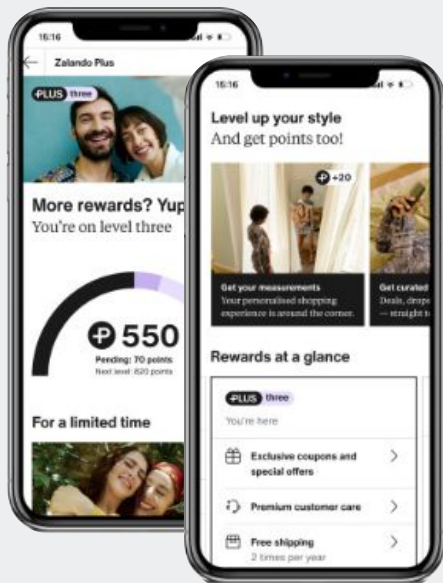 15:16
Zalando Plus
PLUS three
More rewards? Yup
You're on level three
550
Pending: 70 points
Next level: 820 points
For a limited time
15:16
Level up your style
And get points too!
+20
Get your measurements
Your personalised shopping
experience is around the corner.
Get curated
Deals, drops
— straight to
Rewards at a glance
PLUS three
You're here
Exclusive coupons and
special offers
Premium customer care
Free shipping
2 times per year